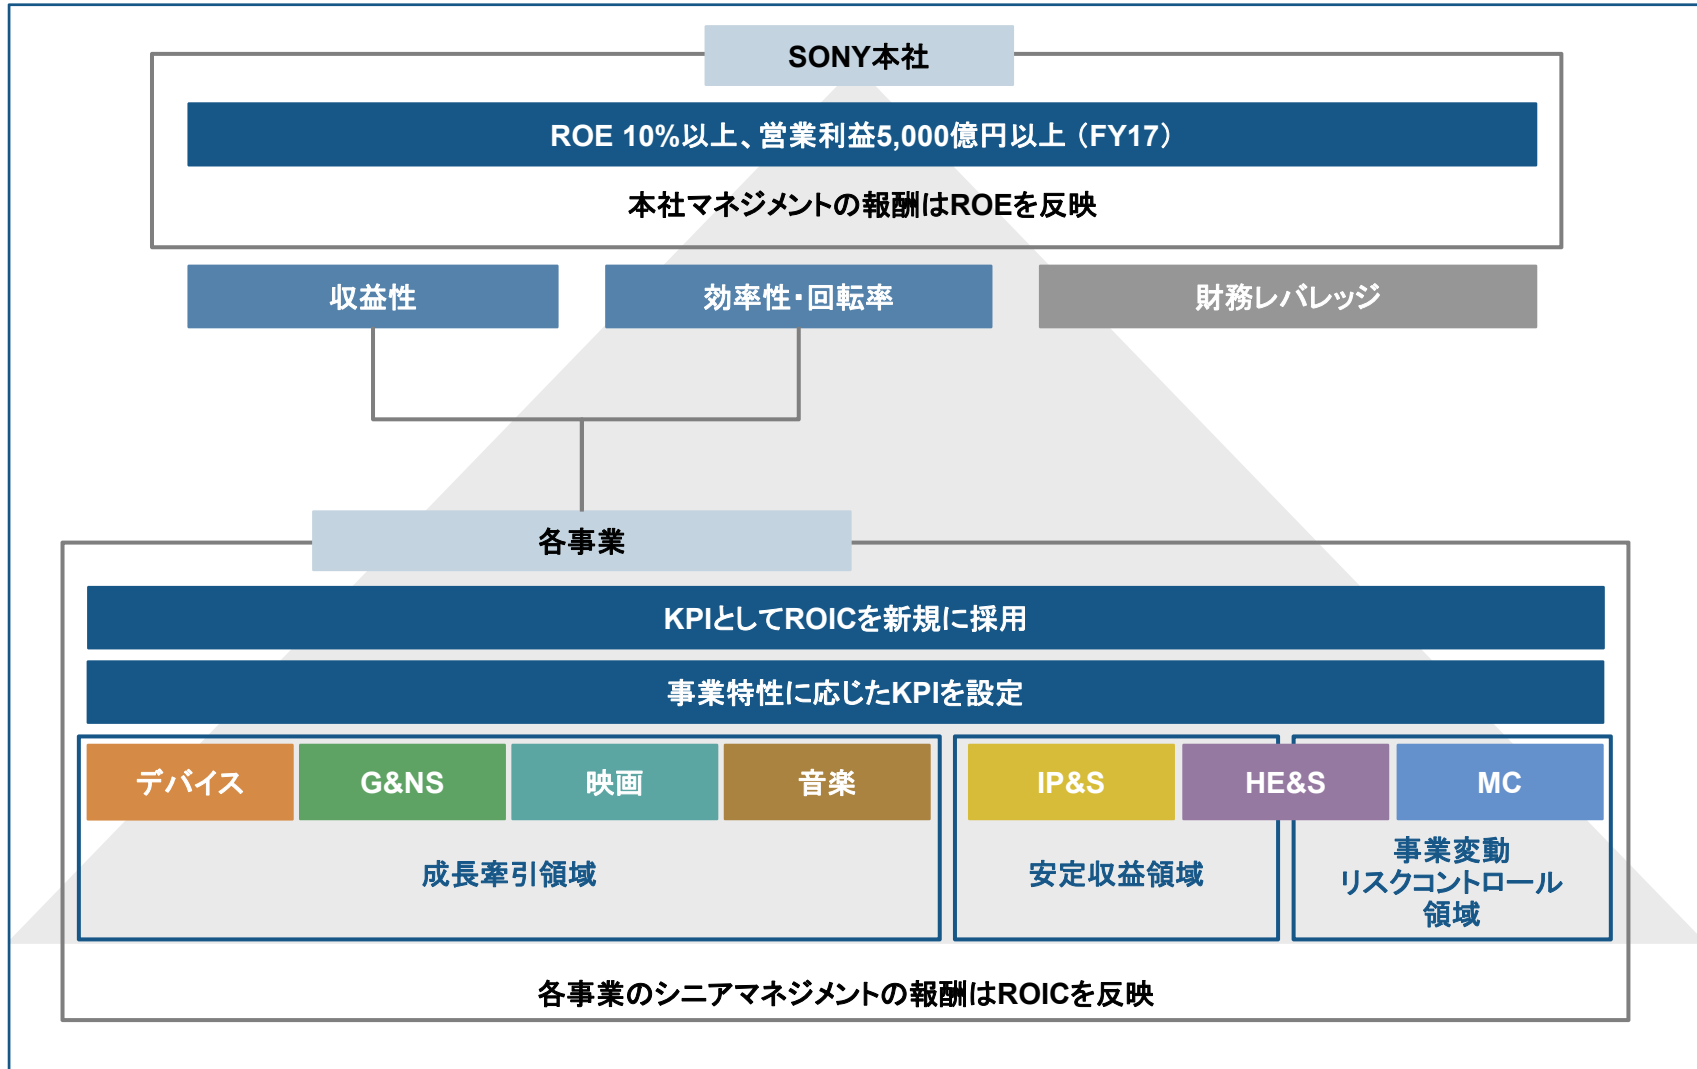 SONY本社
ROE 10%以上、営業利益5,000億円以上（FY17）
本社マネジメントの報酬はROEを反映
収益性
効率性・回転率
財務レバレッジ
各事業
KPIとしてROICを新規に採用
事業特性に応じたKPIを設定
デバイス
G&NS
映画
音楽
IP&S
HE&S
MC
成長牽引領域
安定収益領域
事業変動
リスクコントロール
領域
各事業のシニアマネジメントの報酬はROICを反映